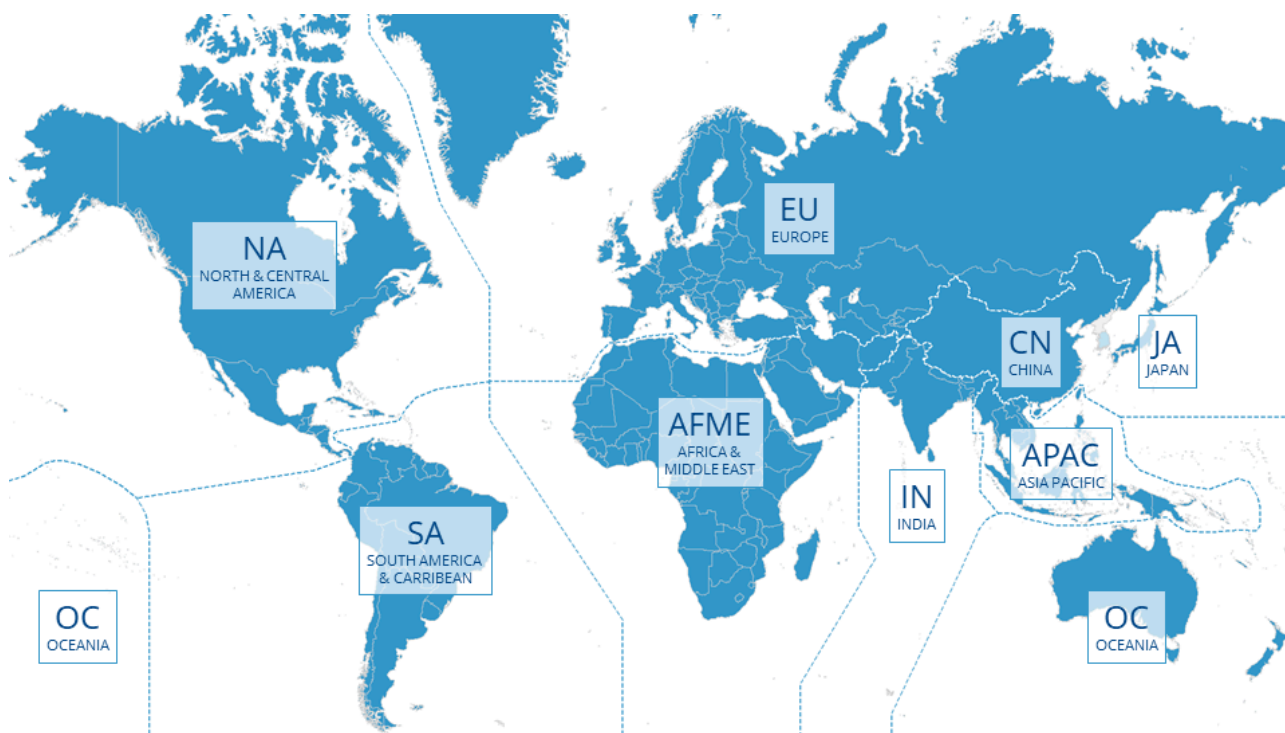 NA
NORTH & CENTRAL
AMERICA
EU
EUROPE
CN
CHINA
JA
JAPAN
AFME
AFRICA &
MIDDLE EAST
APAC
ASIA PACIFIC
IN
INDIA
SA
SOUTH AMERICA
& CARRIBEAN
OC
OCEANIA
OC
OCEANIA